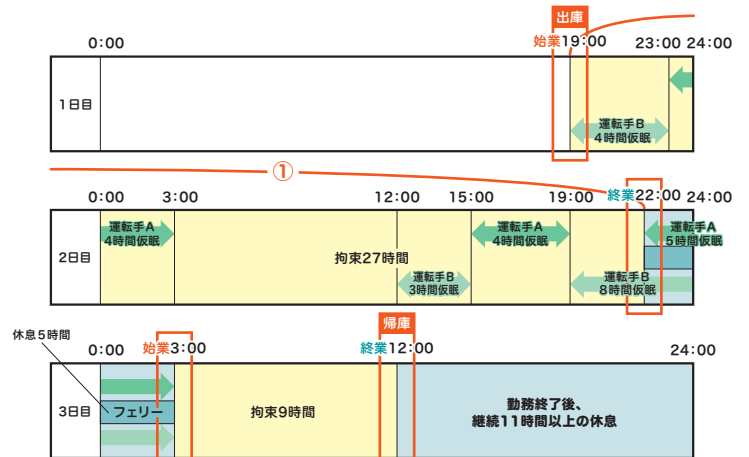 出庫
0:00 始業19:00 23:00 24:00
1日目
運転手B
4時間仮眠
①
0:00 3:00 12:00 15:00 19:00 終業22:00 24:00
2日目
運転手A
4時間仮眠
拘束27時間
運転手B
3時間仮眠
運転手A
4時間仮眠
運転手B
8時間仮眠
運転手A
5時間仮眠
帰庫
休息5時間
0:00 始業3:00 終業12:00 24:00
3日目
フェリー
拘束9時間
勤務終了後、
継続11時間以上の休息